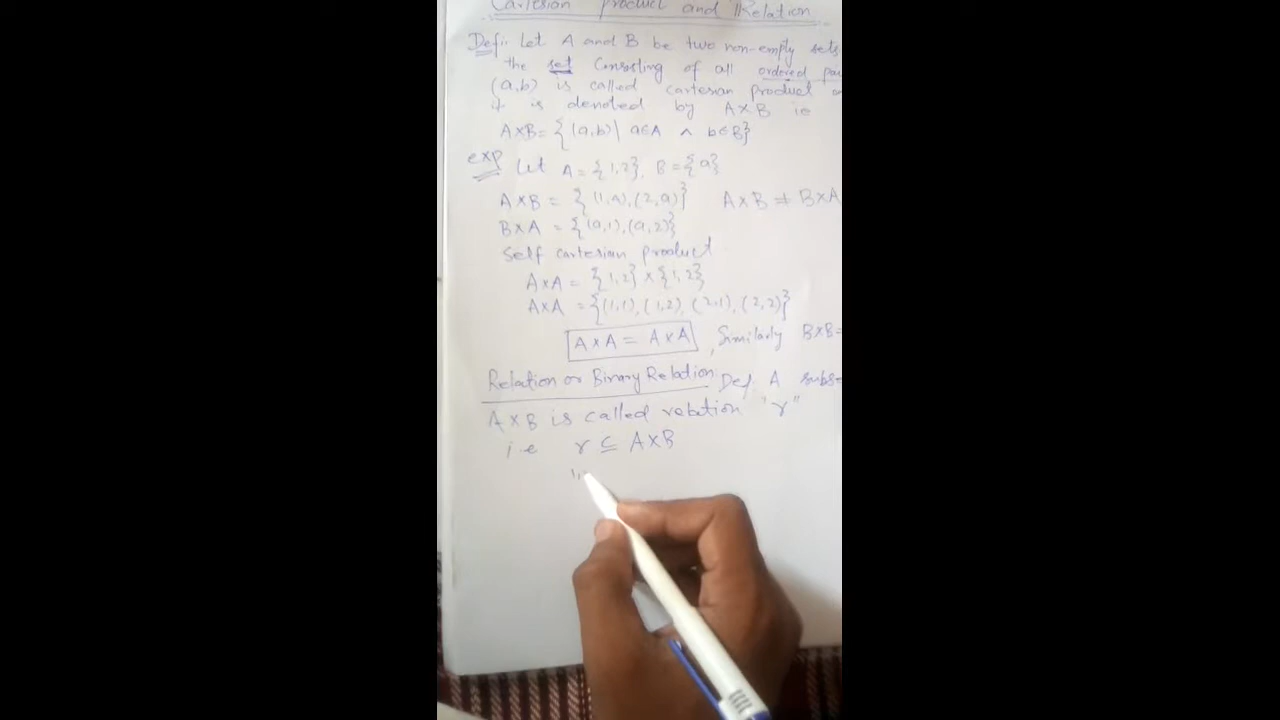 Cartesian product and Relation
Def: Let A and B be two non-empty sets
the set Consisting of all ordered
(a,b) is called cartesian product
it is denoted by A×B ie
A×B={(a,b)| a∈A ∧ b∈B}
exp Let A={1,2}, B={a}
A×B = {(1,a),(2,a)} A×B ≠ B×A
B×A = {(a,1),(a,2)}
Self cartesian product
A×A = {1,2}×{1,2}
A×A = {(1,1),(1,2),(2,1),(2,2)}
A×A = A×A , Similarly B×B=
Relation or Binary Relation: Def A
A×B is called relation "r"
i.e r ⊆ A×B